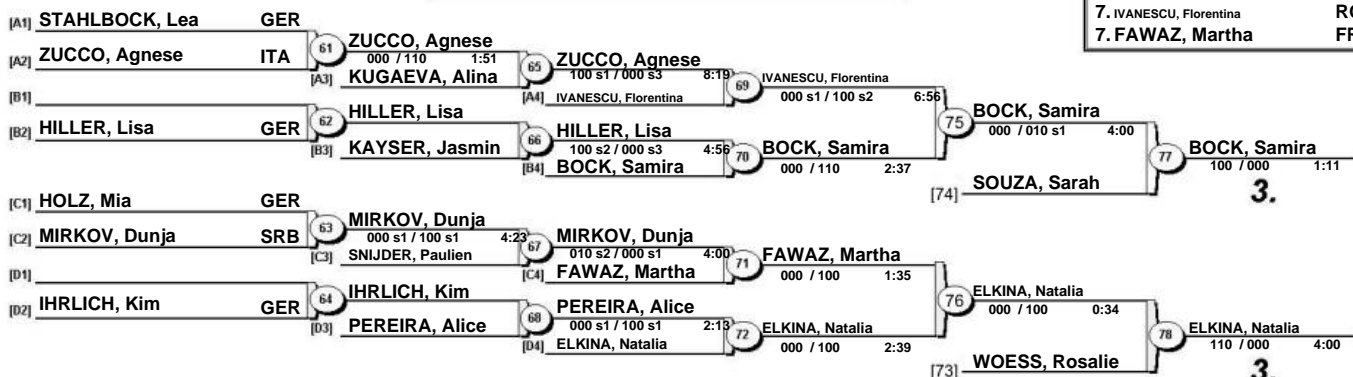 7. IVANESCU, Florentina
7. FAWAZ, Martha
[A1] STAHLBOCK, Lea GER
[A2] ZUCCO, Agnese ITA
61
ZUCCO, Agnese
000 / 110 1:51
[A3] KUGAEVA, Alina
65
ZUCCO, Agnese
100 s1 / 000 s3 8:19
[A4] IVANESCU, Florentina
69
IVANESCU, Florentina
000 s1 / 100 s2 6:56
[B1]
[B2] HILLER, Lisa GER
62
HILLER, Lisa
[B3] KAYSER, Jasmin
66
HILLER, Lisa
100 s2 / 000 s3 4:56
[B4] BOCK, Samira
70
BOCK, Samira
000 / 110 2:37
75
BOCK, Samira
000 / 010 s1 4:00
[74] SOUZA, Sarah
77
BOCK, Samira
100 / 000 1:11
3.
[C1] HOLZ, Mia GER
[C2] MIRKOV, Dunja SRB
63
MIRKOV, Dunja
000 s1 / 100 s1 4:23
[C3] SNIJDER, Paulien
67
MIRKOV, Dunja
010 s2 / 000 s1 4:00
[C4] FAWAZ, Martha
71
FAWAZ, Martha
000 / 100 1:35
[D1]
[D2] IHRLICH, Kim GER
64
IHRLICH, Kim
[D3] PEREIRA, Alice
68
PEREIRA, Alice
000 s1 / 100 s1 2:13
[D4] ELKINA, Natalia
72
ELKINA, Natalia
000 / 100 2:39
76
ELKINA, Natalia
000 / 100 0:34
[73] WOESS, Rosalie
78
ELKINA, Natalia
110 / 000 4:00
3.